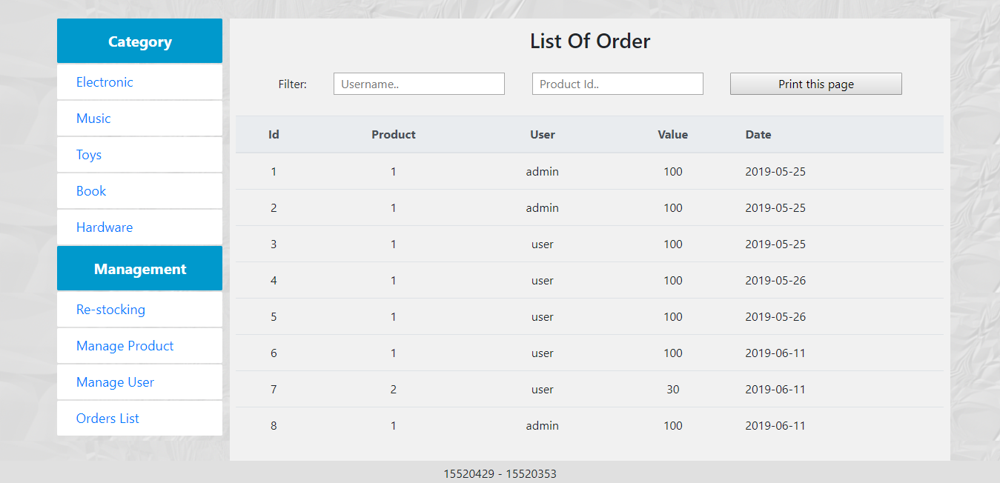 Category
Electronic
Music
Toys
Book
Hardware
Management
Re-stocking
Manage Product
Manage User
Orders List
List Of Order
Filter: Username.. Product Id.. Print this page
Id Product User Value Date
1 1 admin 100 2019-05-25
2 1 admin 100 2019-05-25
3 1 user 100 2019-05-25
4 1 user 100 2019-05-26
5 1 user 100 2019-05-26
6 1 user 100 2019-06-11
7 2 user 30 2019-06-11
8 1 admin 100 2019-06-11
15520429 - 15520353